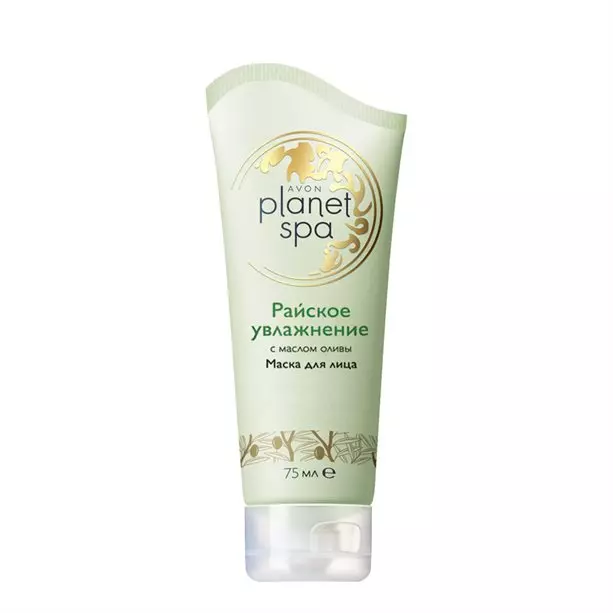 AVON
planet
spa
Райское
увлажнение
с маслом оливы
Маска для лица
75 мл ℮